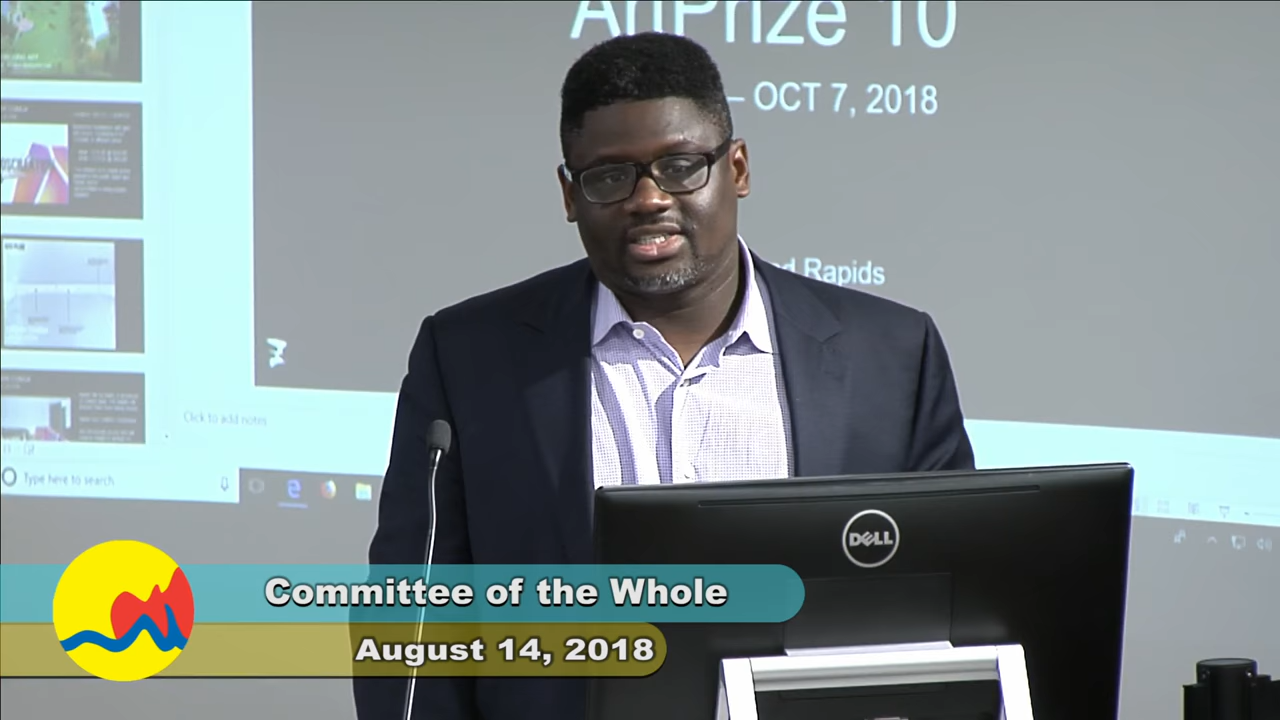 ArtPrize 10
– OCT 7, 2018
Rapids
Click to add notes
Type here to search
DELL
Committee of the Whole
August 14, 2018